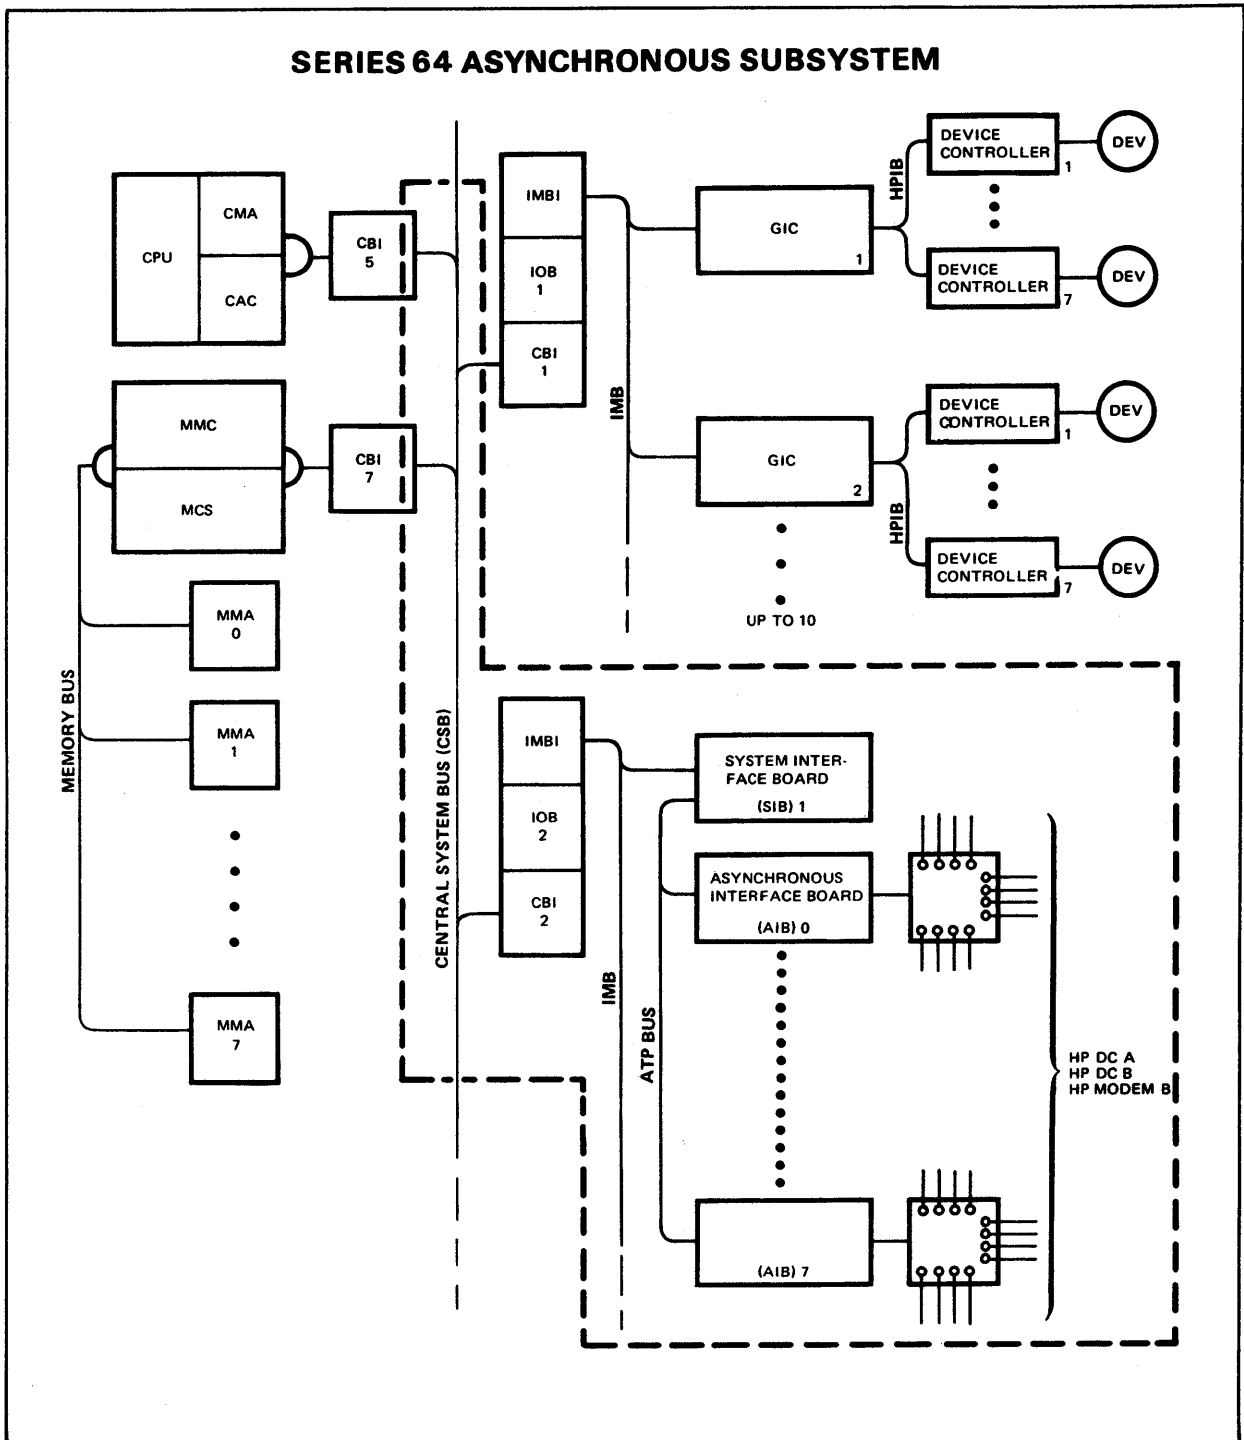 SERIES 64 ASYNCHRONOUS SUBSYSTEM
CPU
CMA
CAC
CBI
5
MMC
MCS
CBI
7
MMA
0
MMA
1
MMA
7
MEMORY BUS
CENTRAL SYSTEM BUS (CSB)
IMBI
IOB
1
CBI
1
IMB
GIC
1
HPIB
DEVICE
CONTROLLER
1
DEV
DEVICE
CONTROLLER
7
DEV
GIC
2
HPIB
DEVICE
CONTROLLER
1
DEV
DEVICE
CONTROLLER
7
DEV
UP TO 10
IMBI
IOB
2
CBI
2
IMB
ATP BUS
SYSTEM INTER-
FACE BOARD
(SIB) 1
ASYNCHRONOUS
INTERFACE BOARD
(AIB) 0
(AIB) 7
HP DC A
HP DC B
HP MODEM B